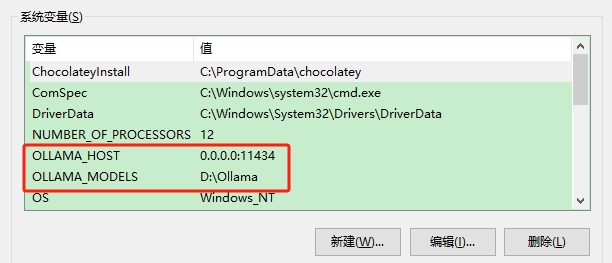 系统变量(S)
变量 值
ChocolateyInstall C:\ProgramData\chocolatey
ComSpec C:\Windows\system32\cmd.exe
DriverData C:\Windows\System32\Drivers\DriverData
NUMBER_OF_PROCESSORS 12
OLLAMA_HOST 0.0.0.0:11434
OLLAMA_MODELS D:\Ollama
OS Windows_NT
新建(W)... 编辑(I)... 删除(L)